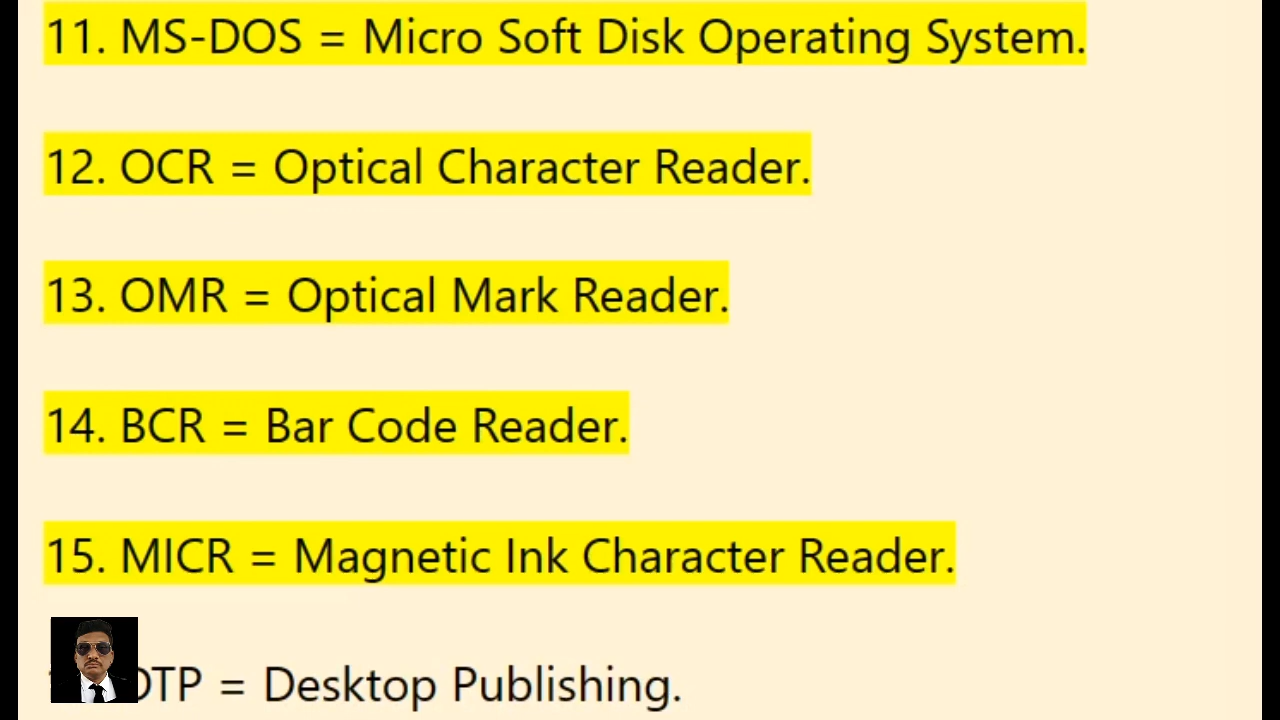 11. MS-DOS = Micro Soft Disk Operating System.
12. OCR = Optical Character Reader.
13. OMR = Optical Mark Reader.
14. BCR = Bar Code Reader.
15. MICR = Magnetic Ink Character Reader.
DTP = Desktop Publishing.